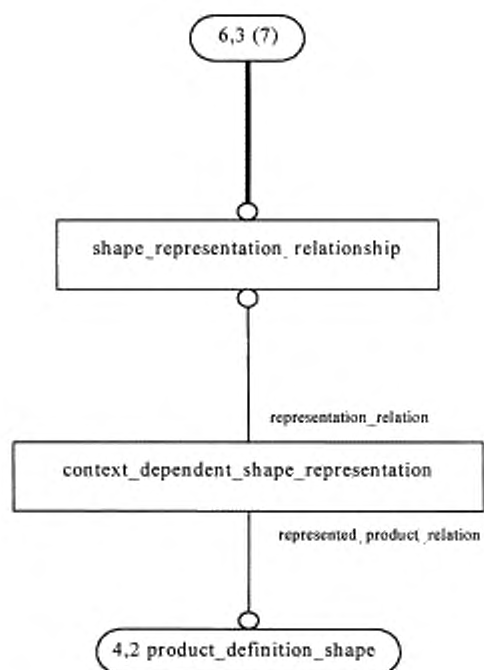 6,3 (7)
shape_representation_relationship
representation_relation
context_dependent_shape_representation
represented_product_relation
4,2 product_definition_shape